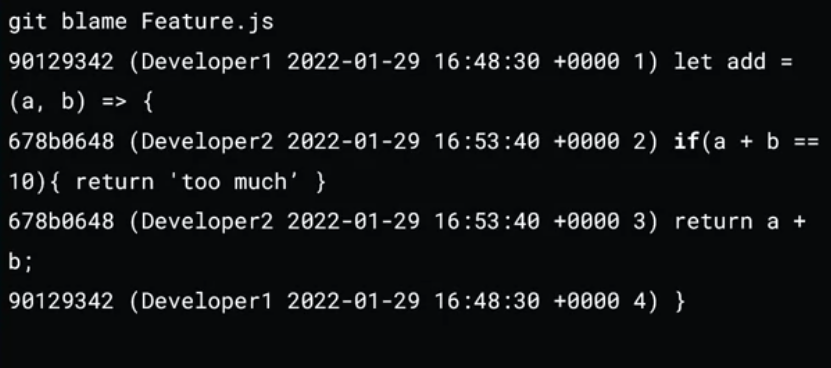 git blame Feature.js
90129342 (Developer1 2022-01-29 16:48:30 +0000 1) let add =
(a, b) => {
678b0648 (Developer2 2022-01-29 16:53:40 +0000 2) if(a + b ==
10){ return 'too much’ }
678b0648 (Developer2 2022-01-29 16:53:40 +0000 3) return a +
b;
90129342 (Developer1 2022-01-29 16:48:30 +0000 4) }